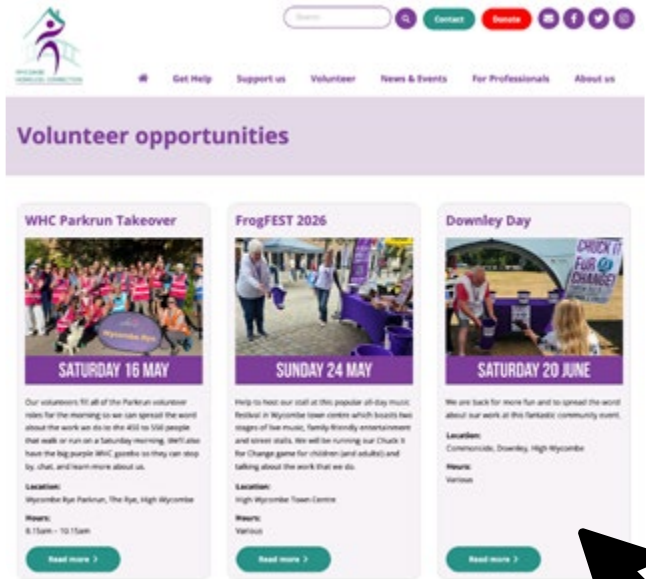 WYCOMBE
HOMELESS CONNECTION
Search
Contact
Donate
Get Help
Support us
Volunteer
News & Events
For Professionals
About us
Volunteer opportunities
WHC Parkrun Takeover
Wycombe Rye
SATURDAY 16 MAY
Our volunteers fill all of the Parkrun volunteer
roles for the morning so we can spread the word
about the work we do to the 450 to 550 people
that walk or run on a Saturday morning. We'll also
have the big purple WHC gazebo so they can stop
by, chat, and learn more about us.
Location:
Wycombe Rye Parkrun, The Rye, High Wycombe
Hours:
8.15am – 10.15am
Read more >
FrogFEST 2026
SUNDAY 24 MAY
Help to host our stall at this popular all-day music
festival in Wycombe town centre which boasts two
stages of live music, family-friendly entertainment
and street stalls. We will be running our Chuck It
for Change game for children (and adults) and
talking about the work that we do.
Location:
High Wycombe Town Centre
Hours:
Various
Read more >
Downley Day
CHUCK IT
FUR
CHANGE!
SATURDAY 20 JUNE
We are back for more fun and to spread the word
about our work at this fantastic community event.
Location:
Commonside, Downley, High Wycombe
Hours:
Various
Read more >